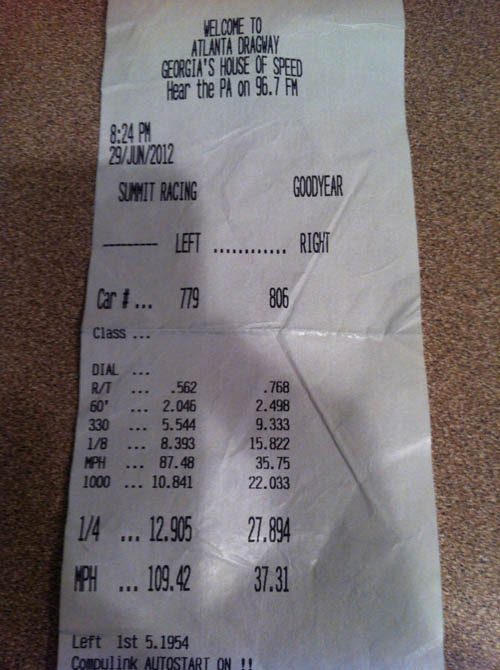 WELCOME TO
ATLANTA DRAGWAY
GEORGIA'S HOUSE OF SPEED
Hear the PA on 96.7 FM
8:24 PM
29/JUN/2012
SUMMIT RACING GOODYEAR
-------- LEFT ............ RIGHT
Car # ... 779 806
Class ...
DIAL ...
R/T ... .562 .768
60' ... 2.046 2.498
330 ... 5.544 9.333
1/8 ... 8.393 15.822
MPH ... 87.48 35.75
1000 ... 10.841 22.033
1/4 ... 12.905 27.894
MPH ... 109.42 37.31
Left 1st 5.1954
Compulink AUTOSTART ON !!